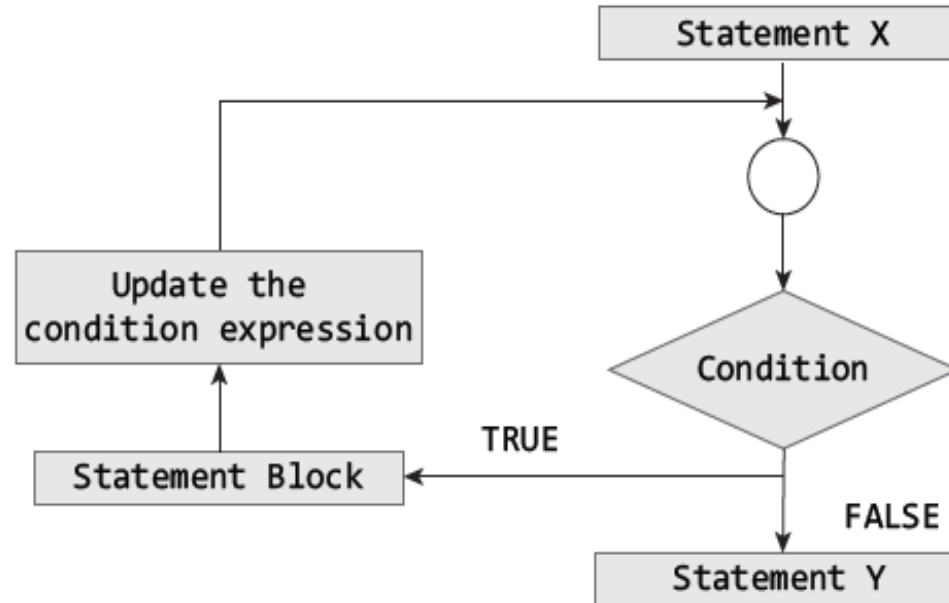 Statement X
Update the
condition expression
Condition
TRUE
Statement Block
FALSE
Statement Y